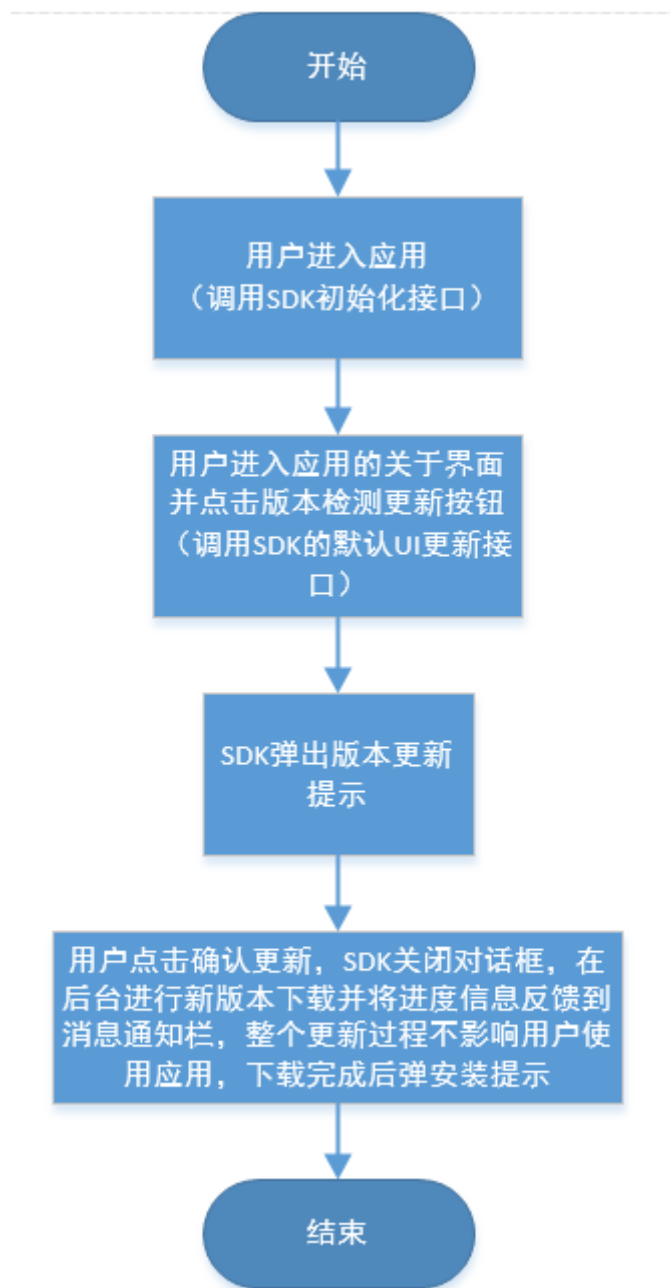 开始
用户进入应用
（调用SDK初始化接口）
用户进入应用的关于界面
并点击版本检测更新按钮
（调用SDK的默认UI更新接
口）
SDK弹出版本更新
提示
用户点击确认更新，SDK关闭对话框，在
后台进行新版本下载并将进度信息反馈到
消息通知栏，整个更新过程不影响用户使
用应用，下载完成后弹安装提示
结束